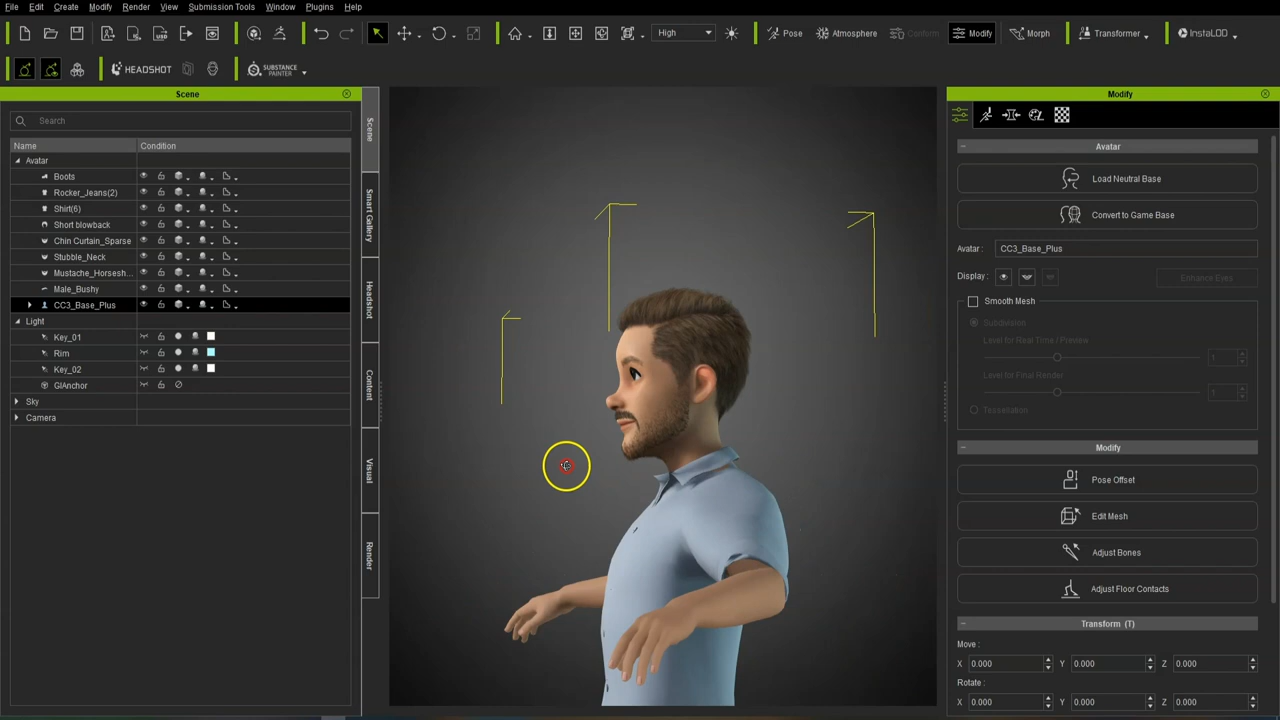 File Edit Create Modify Render View Submission Tools Window Plugins Help
High Pose Atmosphere Conform Modify Morph Transformer InstaLOD
HEADSHOT SUBSTANCE PAINTER
Scene
Search
Name Condition
Avatar
Boots
Rocker_Jeans(2)
Shirt(6)
Short blowback
Chin Curtain_Sparse
Stubble_Neck
Mustache_Horsesh...
Male_Bushy
CC3_Base_Plus
Light
Key_01
Rim
Key_02
GIAnchor
Sky
Camera
Scene
Smart Gallery
Headshot
Content
Visual
Render
Modify
Avatar
Load Neutral Base
Convert to Game Base
Avatar: CC3_Base_Plus
Display: Enhance Eyes
Smooth Mesh
Subdivision
Level for Real Time / Preview
1
Level for Final Render
1
Tessellation
Modify
Pose Offset
Edit Mesh
Adjust Bones
Adjust Floor Contacts
Transform (T)
Move :
X 0.000 Y 0.000 Z 0.000
Rotate :
X 0.000 Y 0.000 Z 0.000